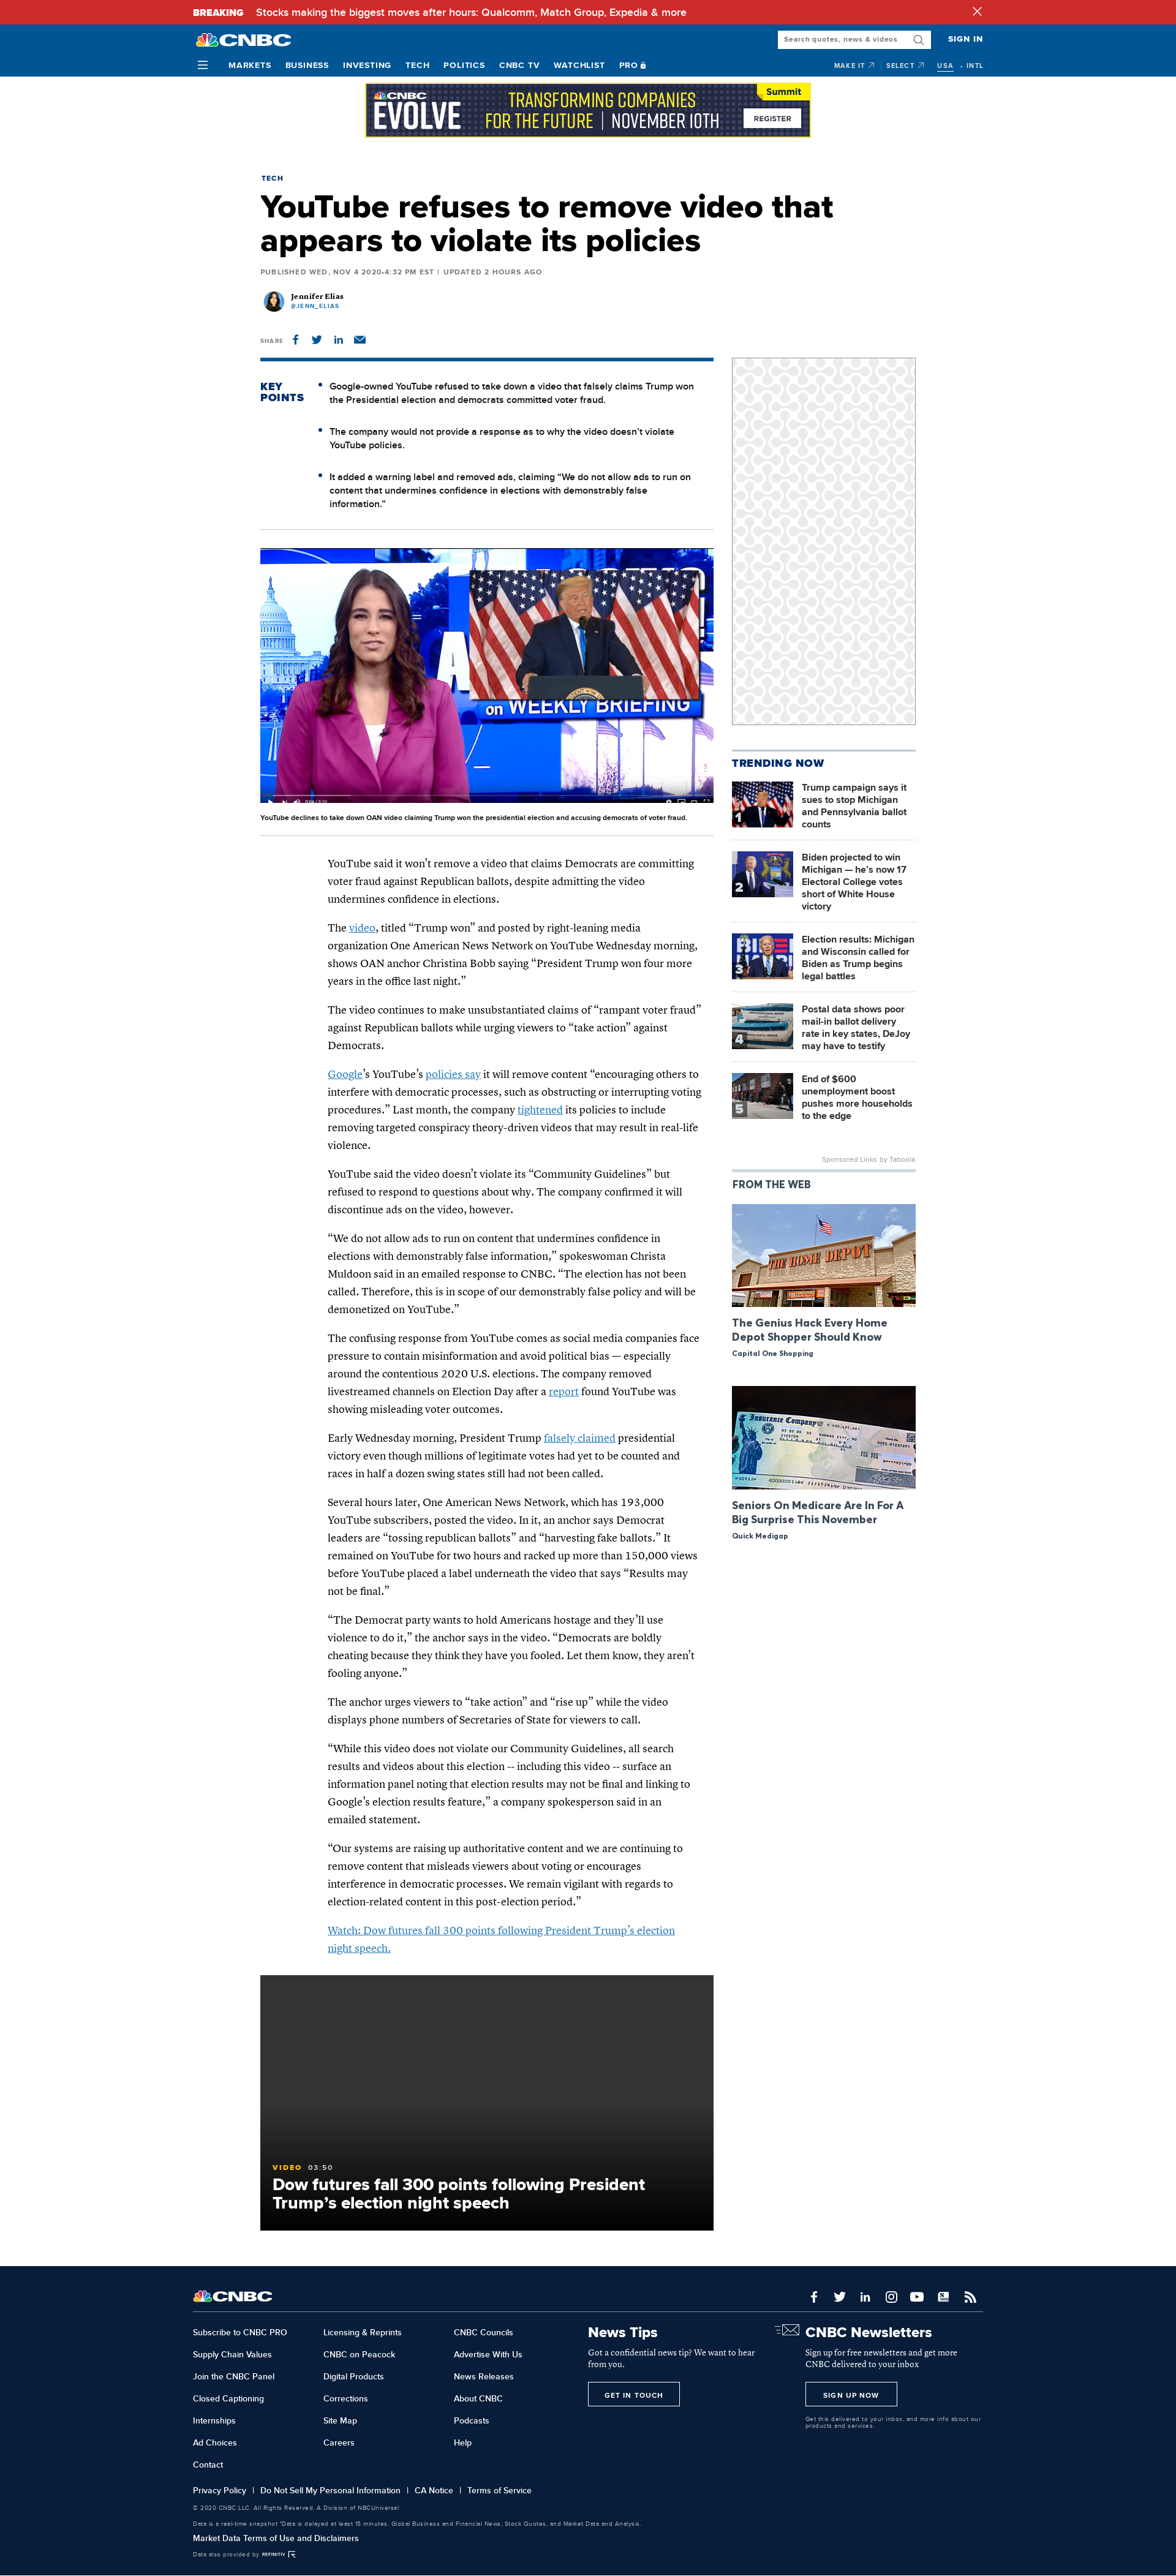 BREAKING Stocks making the biggest moves after hours: Qualcomm, Match Group, Expedia & more
CNBC
Search quotes, news & videos
SIGN IN
MARKETS BUSINESS INVESTING TECH POLITICS CNBC TV WATCHLIST PRO
MAKE IT SELECT USA • INTL
CNBC
EVOLVE
TRANSFORMING COMPANIES
FOR THE FUTURE | NOVEMBER 10TH
Summit
REGISTER
TECH
YouTube refuses to remove video that
appears to violate its policies
PUBLISHED WED, NOV 4 2020•4:32 PM EST | UPDATED 2 HOURS AGO
Jennifer Elias
@JENN_ELIAS
SHARE
KEY
POINTS
Google-owned YouTube refused to take down a video that falsely claims Trump won
the Presidential election and democrats committed voter fraud.
The company would not provide a response as to why the video doesn’t violate
YouTube policies.
It added a warning label and removed ads, claiming “We do not allow ads to run on
content that undermines confidence in elections with demonstrably false
information.”
on WEEKLY BRIEFING
YouTube declines to take down OAN video claiming Trump won the presidential election and accusing democrats of voter fraud.
YouTube said it won’t remove a video that claims Democrats are committing
voter fraud against Republican ballots, despite admitting the video
undermines confidence in elections.
The video, titled “Trump won” and posted by right-leaning media
organization One American News Network on YouTube Wednesday morning,
shows OAN anchor Christina Bobb saying “President Trump won four more
years in the office last night.”
The video continues to make unsubstantiated claims of “rampant voter fraud”
against Republican ballots while urging viewers to “take action” against
Democrats.
Google’s YouTube’s policies say it will remove content “encouraging others to
interfere with democratic processes, such as obstructing or interrupting voting
procedures.” Last month, the company tightened its policies to include
removing targeted conspiracy theory-driven videos that may result in real-life
violence.
YouTube said the video doesn’t violate its “Community Guidelines” but
refused to respond to questions about why. The company confirmed it will
discontinue ads on the video, however.
“We do not allow ads to run on content that undermines confidence in
elections with demonstrably false information,” spokeswoman Christa
Muldoon said in an emailed response to CNBC. “The election has not been
called. Therefore, this is in scope of our demonstrably false policy and will be
demonetized on YouTube.”
The confusing response from YouTube comes as social media companies face
pressure to contain misinformation and avoid political bias — especially
around the contentious 2020 U.S. elections. The company removed
livestreamed channels on Election Day after a report found YouTube was
showing misleading voter outcomes.
Early Wednesday morning, President Trump falsely claimed presidential
victory even though millions of legitimate votes had yet to be counted and
races in half a dozen swing states still had not been called.
Several hours later, One American News Network, which has 193,000
YouTube subscribers, posted the video. In it, an anchor says Democrat
leaders are “tossing republican ballots” and “harvesting fake ballots.” It
remained on YouTube for two hours and racked up more than 150,000 views
before YouTube placed a label underneath the video that says “Results may
not be final.”
“The Democrat party wants to hold Americans hostage and they’ll use
violence to do it,” the anchor says in the video. “Democrats are boldly
cheating because they think they have you fooled. Let them know, they aren’t
fooling anyone.”
The anchor urges viewers to “take action” and “rise up” while the video
displays phone numbers of Secretaries of State for viewers to call.
“While this video does not violate our Community Guidelines, all search
results and videos about this election -- including this video -- surface an
information panel noting that election results may not be final and linking to
Google’s election results feature,” a company spokesperson said in an
emailed statement.
“Our systems are raising up authoritative content and we are continuing to
remove content that misleads viewers about voting or encourages
interference in democratic processes. We remain vigilant with regards to
election-related content in this post-election period.”
Watch: Dow futures fall 300 points following President Trump’s election
night speech.
VIDEO 03:50
Dow futures fall 300 points following President
Trump’s election night speech
TRENDING NOW
1
Trump campaign says it
sues to stop Michigan
and Pennsylvania ballot
counts
2
Biden projected to win
Michigan — he’s now 17
Electoral College votes
short of White House
victory
3
Election results: Michigan
and Wisconsin called for
Biden as Trump begins
legal battles
4
Postal data shows poor
mail-in ballot delivery
rate in key states, DeJoy
may have to testify
5
End of $600
unemployment boost
pushes more households
to the edge
Sponsored Links by Taboola
FROM THE WEB
THE HOME DEPOT
The Genius Hack Every Home
Depot Shopper Should Know
Capital One Shopping
Insurance Company
Seniors On Medicare Are In For A
Big Surprise This November
Quick Medigap
CNBC
Subscribe to CNBC PRO
Supply Chain Values
Join the CNBC Panel
Closed Captioning
Internships
Ad Choices
Contact
Licensing & Reprints
CNBC on Peacock
Digital Products
Corrections
Site Map
Careers
CNBC Councils
Advertise With Us
News Releases
About CNBC
Podcasts
Help
News Tips
Got a confidential news tip? We want to hear
from you.
GET IN TOUCH
CNBC Newsletters
Sign up for free newsletters and get more
CNBC delivered to your inbox
SIGN UP NOW
Get this delivered to your inbox, and more info about our
products and services.
Privacy Policy | Do Not Sell My Personal Information | CA Notice | Terms of Service
© 2020 CNBC LLC. All Rights Reserved. A Division of NBCUniversal
Data is a real-time snapshot *Data is delayed at least 15 minutes. Global Business and Financial News, Stock Quotes, and Market Data and Analysis.
Market Data Terms of Use and Disclaimers
Data also provided by REFINITIV